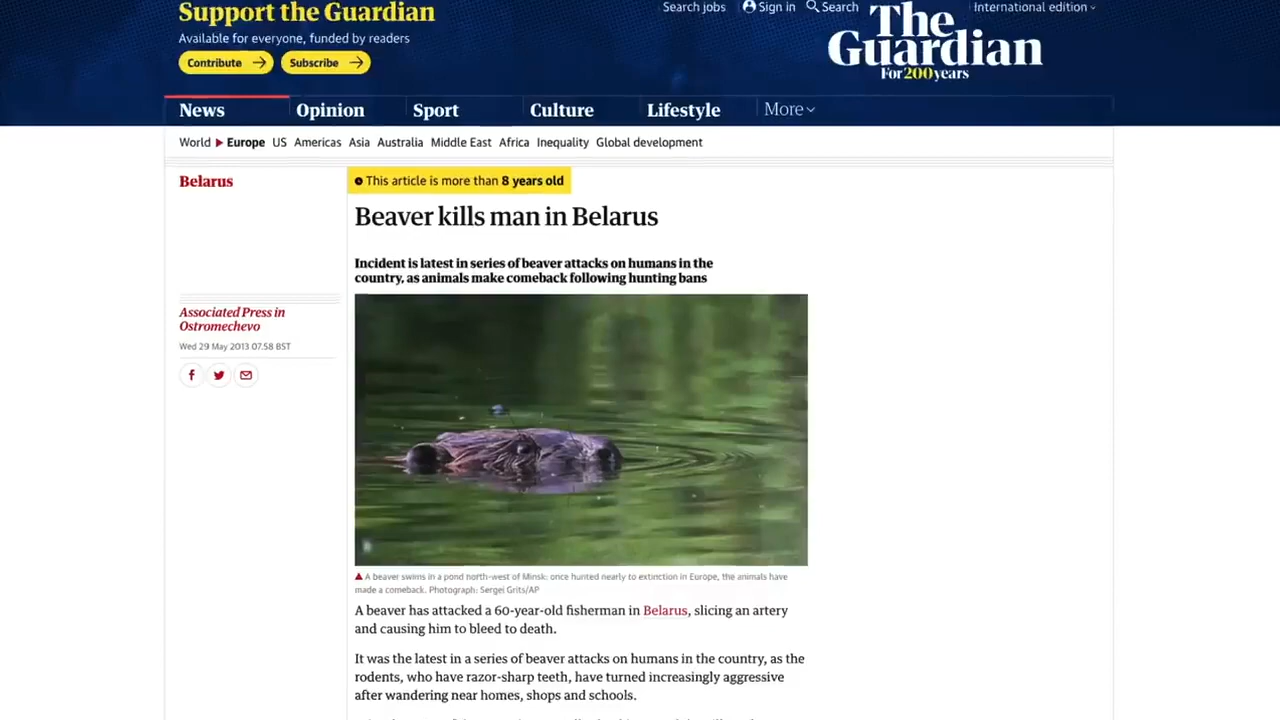 Support the Guardian
Available for everyone, funded by readers
Contribute
Subscribe
Search jobs
Sign in
Search
International edition
The
Guardian
For 200 years
News
Opinion
Sport
Culture
Lifestyle
More
World
Europe
US
Americas
Asia
Australia
Middle East
Africa
Inequality
Global development
Belarus
This article is more than 8 years old
Beaver kills man in Belarus
Incident is latest in series of beaver attacks on humans in the
country, as animals make comeback following hunting bans
Associated Press in
Ostromechevo
Wed 29 May 2013 07.58 BST
A beaver swims in a pond north-west of Minsk: once hunted nearly to extinction in Europe, the animals have
made a comeback. Photograph: Sergei Grits/AP
A beaver has attacked a 60-year-old fisherman in Belarus, slicing an artery
and causing him to bleed to death.
It was the latest in a series of beaver attacks on humans in the country, as the
rodents, who have razor-sharp teeth, have turned increasingly aggressive
after wandering near homes, shops and schools.